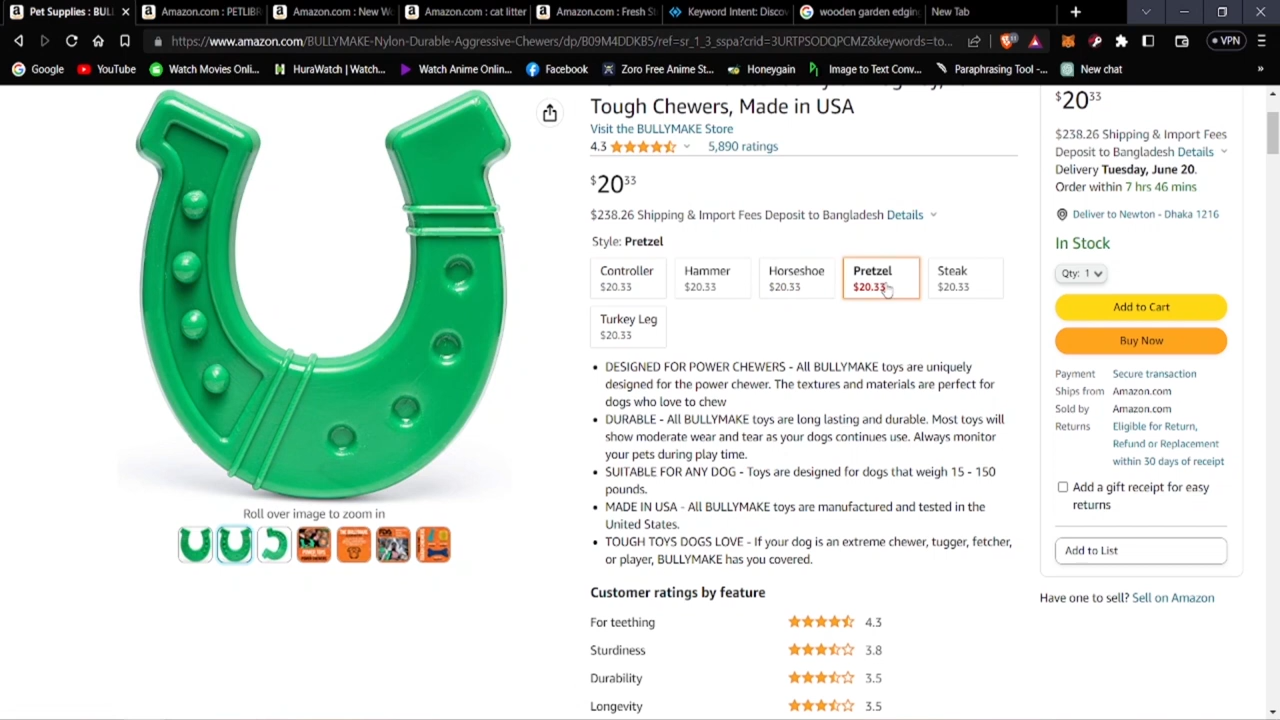 Pet Supplies : BUL
Amazon.com : PETLIBR
Amazon.com : New W
Amazon.com : cat litter
Amazon.com : Fresh St
Keyword Intent: Disco
wooden garden edging
New Tab
https://www.amazon.com/BULLYMAKE-Nylon-Durable-Aggressive-Chewers/dp/B09M4DDKB5/ref=sr_1_3_sspa?crid=3URTPSODQPCMZ&keywords=to...
VPN
Google
YouTube
Watch Movies Onli...
HuraWatch | Watch...
Watch Anime Onlin...
Facebook
Zoro Free Anime St...
Honeygain
Image to Text Conv...
Paraphrasing Tool -...
New chat
»
Tough Chewers, Made in USA
Visit the BULLYMAKE Store
4.3
5,890 ratings
$20 33
$238.26 Shipping & Import Fees Deposit to Bangladesh Details
Style: Pretzel
Controller
$20.33
Hammer
$20.33
Horseshoe
$20.33
Pretzel
$20.33
Steak
$20.33
Turkey Leg
$20.33
• DESIGNED FOR POWER CHEWERS - All BULLYMAKE toys are uniquely
designed for the power chewer. The textures and materials are perfect for
dogs who love to chew
• DURABLE - All BULLYMAKE toys are long lasting and durable. Most toys will
show moderate wear and tear as your dogs continues use. Always monitor
your pets during play time.
• SUITABLE FOR ANY DOG - Toys are designed for dogs that weigh 15 - 150
pounds.
• MADE IN USA - All BULLYMAKE toys are manufactured and tested in the
United States.
• TOUGH TOYS DOGS LOVE - If your dog is an extreme chewer, tugger, fetcher,
or player, BULLYMAKE has you covered.
Roll over image to zoom in
Customer ratings by feature
For teething 4.3
Sturdiness 3.8
Durability 3.5
Longevity 3.5
$20 33
$238.26 Shipping & Import Fees
Deposit to Bangladesh Details
Delivery Tuesday, June 20.
Order within 7 hrs 46 mins
Deliver to Newton - Dhaka 1216
In Stock
Qty: 1
Add to Cart
Buy Now
Payment Secure transaction
Ships from Amazon.com
Sold by Amazon.com
Returns Eligible for Return,
Refund or Replacement
within 30 days of receipt
Add a gift receipt for easy
returns
Add to List
Have one to sell? Sell on Amazon